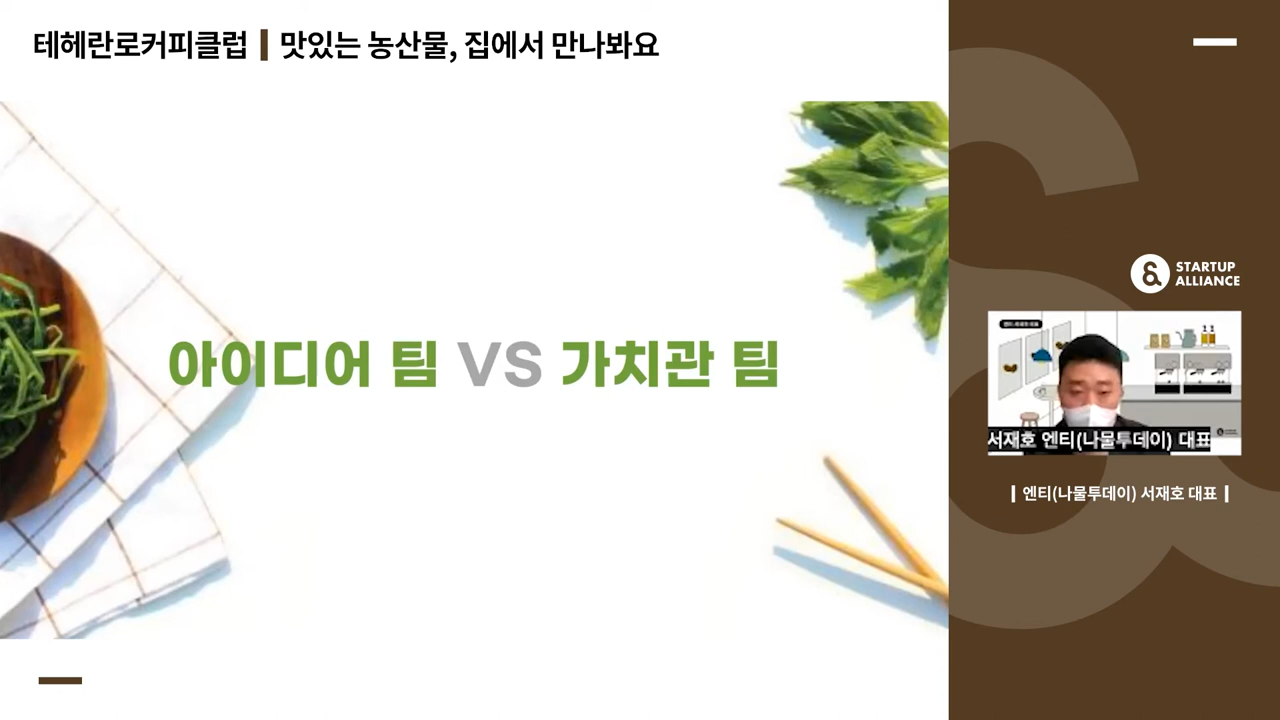 테헤란로커피클럽 | 맛있는 농산물, 집에서 만나봐요
아이디어 팀 VS 가치관 팀
STARTUP
ALLIANCE
서재호 엔티(나물투데이) 대표
| 엔티(나물투데이) 서재호 대표 |